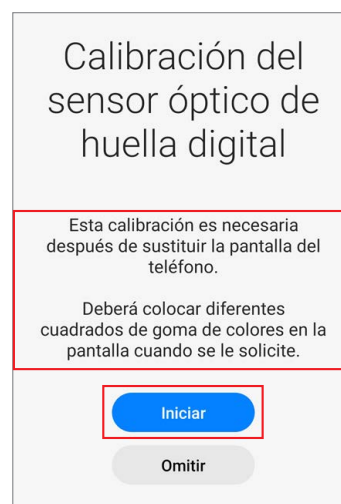 Calibración del
sensor óptico de
huella digital
Esta calibración es necesaria
después de sustituir la pantalla del
teléfono.
Deberá colocar diferentes
cuadrados de goma de colores en la
pantalla cuando se le solicite.
Iniciar
Omitir